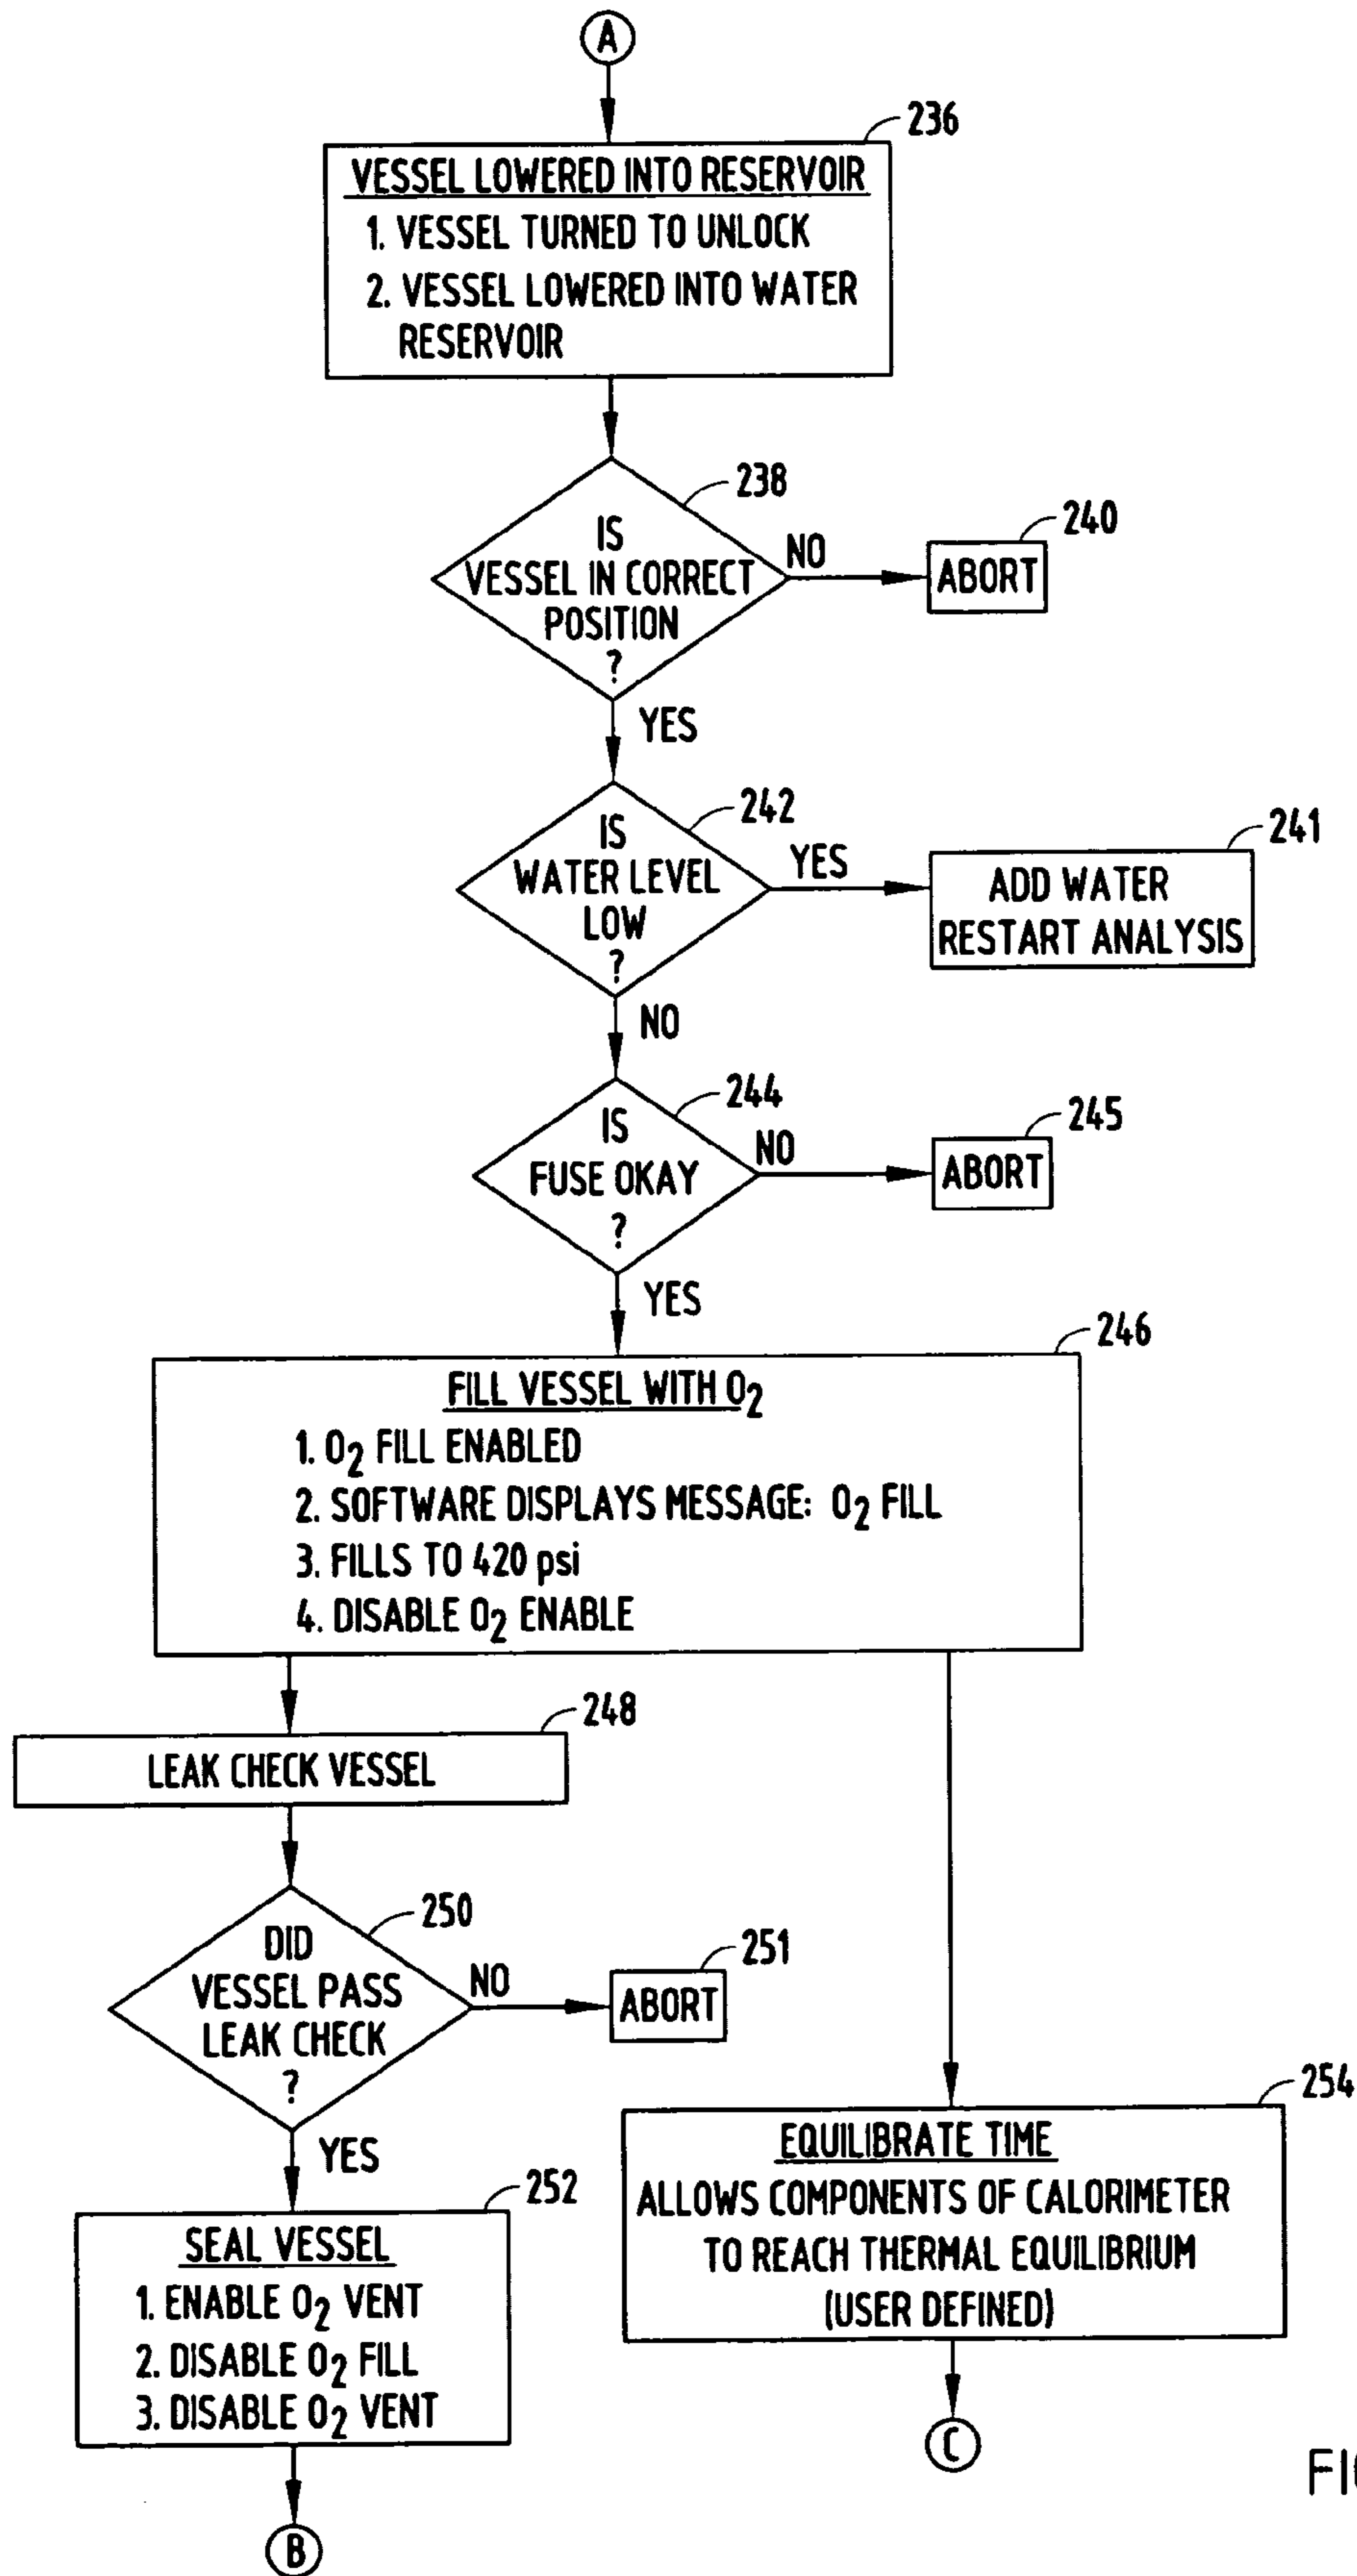 A
236
VESSEL LOWERED INTO RESERVOIR
1. VESSEL TURNED TO UNLOCK
2. VESSEL LOWERED INTO WATER
RESERVOIR
238
IS
VESSEL IN CORRECT
POSITION
?
NO
240
ABORT
YES
242
IS
WATER LEVEL
LOW
?
YES
241
ADD WATER
RESTART ANALYSIS
NO
244
IS
FUSE OKAY
?
NO
245
ABORT
YES
246
FILL VESSEL WITH O₂
1. O₂ FILL ENABLED
2. SOFTWARE DISPLAYS MESSAGE: O₂ FILL
3. FILLS TO 420 psi
4. DISABLE O₂ ENABLE
248
LEAK CHECK VESSEL
250
DID
VESSEL PASS
LEAK CHECK
?
NO
251
ABORT
YES
252
SEAL VESSEL
1. ENABLE O₂ VENT
2. DISABLE O₂ FILL
3. DISABLE O₂ VENT
B
254
EQUILIBRATE TIME
ALLOWS COMPONENTS OF CALORIMETER
TO REACH THERMAL EQUILIBRIUM
(USER DEFINED)
C